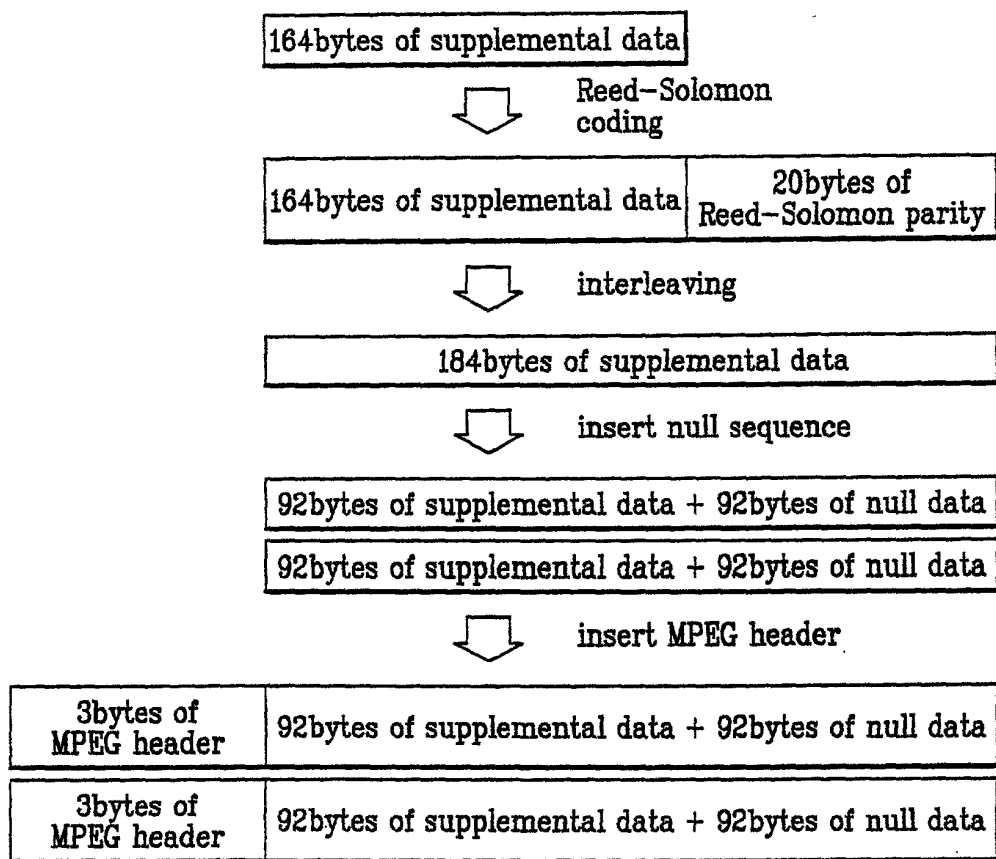 164bytes of supplemental data
Reed-Solomon
coding
164bytes of supplemental data
20bytes of
Reed-Solomon parity
interleaving
184bytes of supplemental data
insert null sequence
92bytes of supplemental data + 92bytes of null data
92bytes of supplemental data + 92bytes of null data
insert MPEG header
3bytes of
MPEG header
92bytes of supplemental data + 92bytes of null data
3bytes of
MPEG header
92bytes of supplemental data + 92bytes of null data